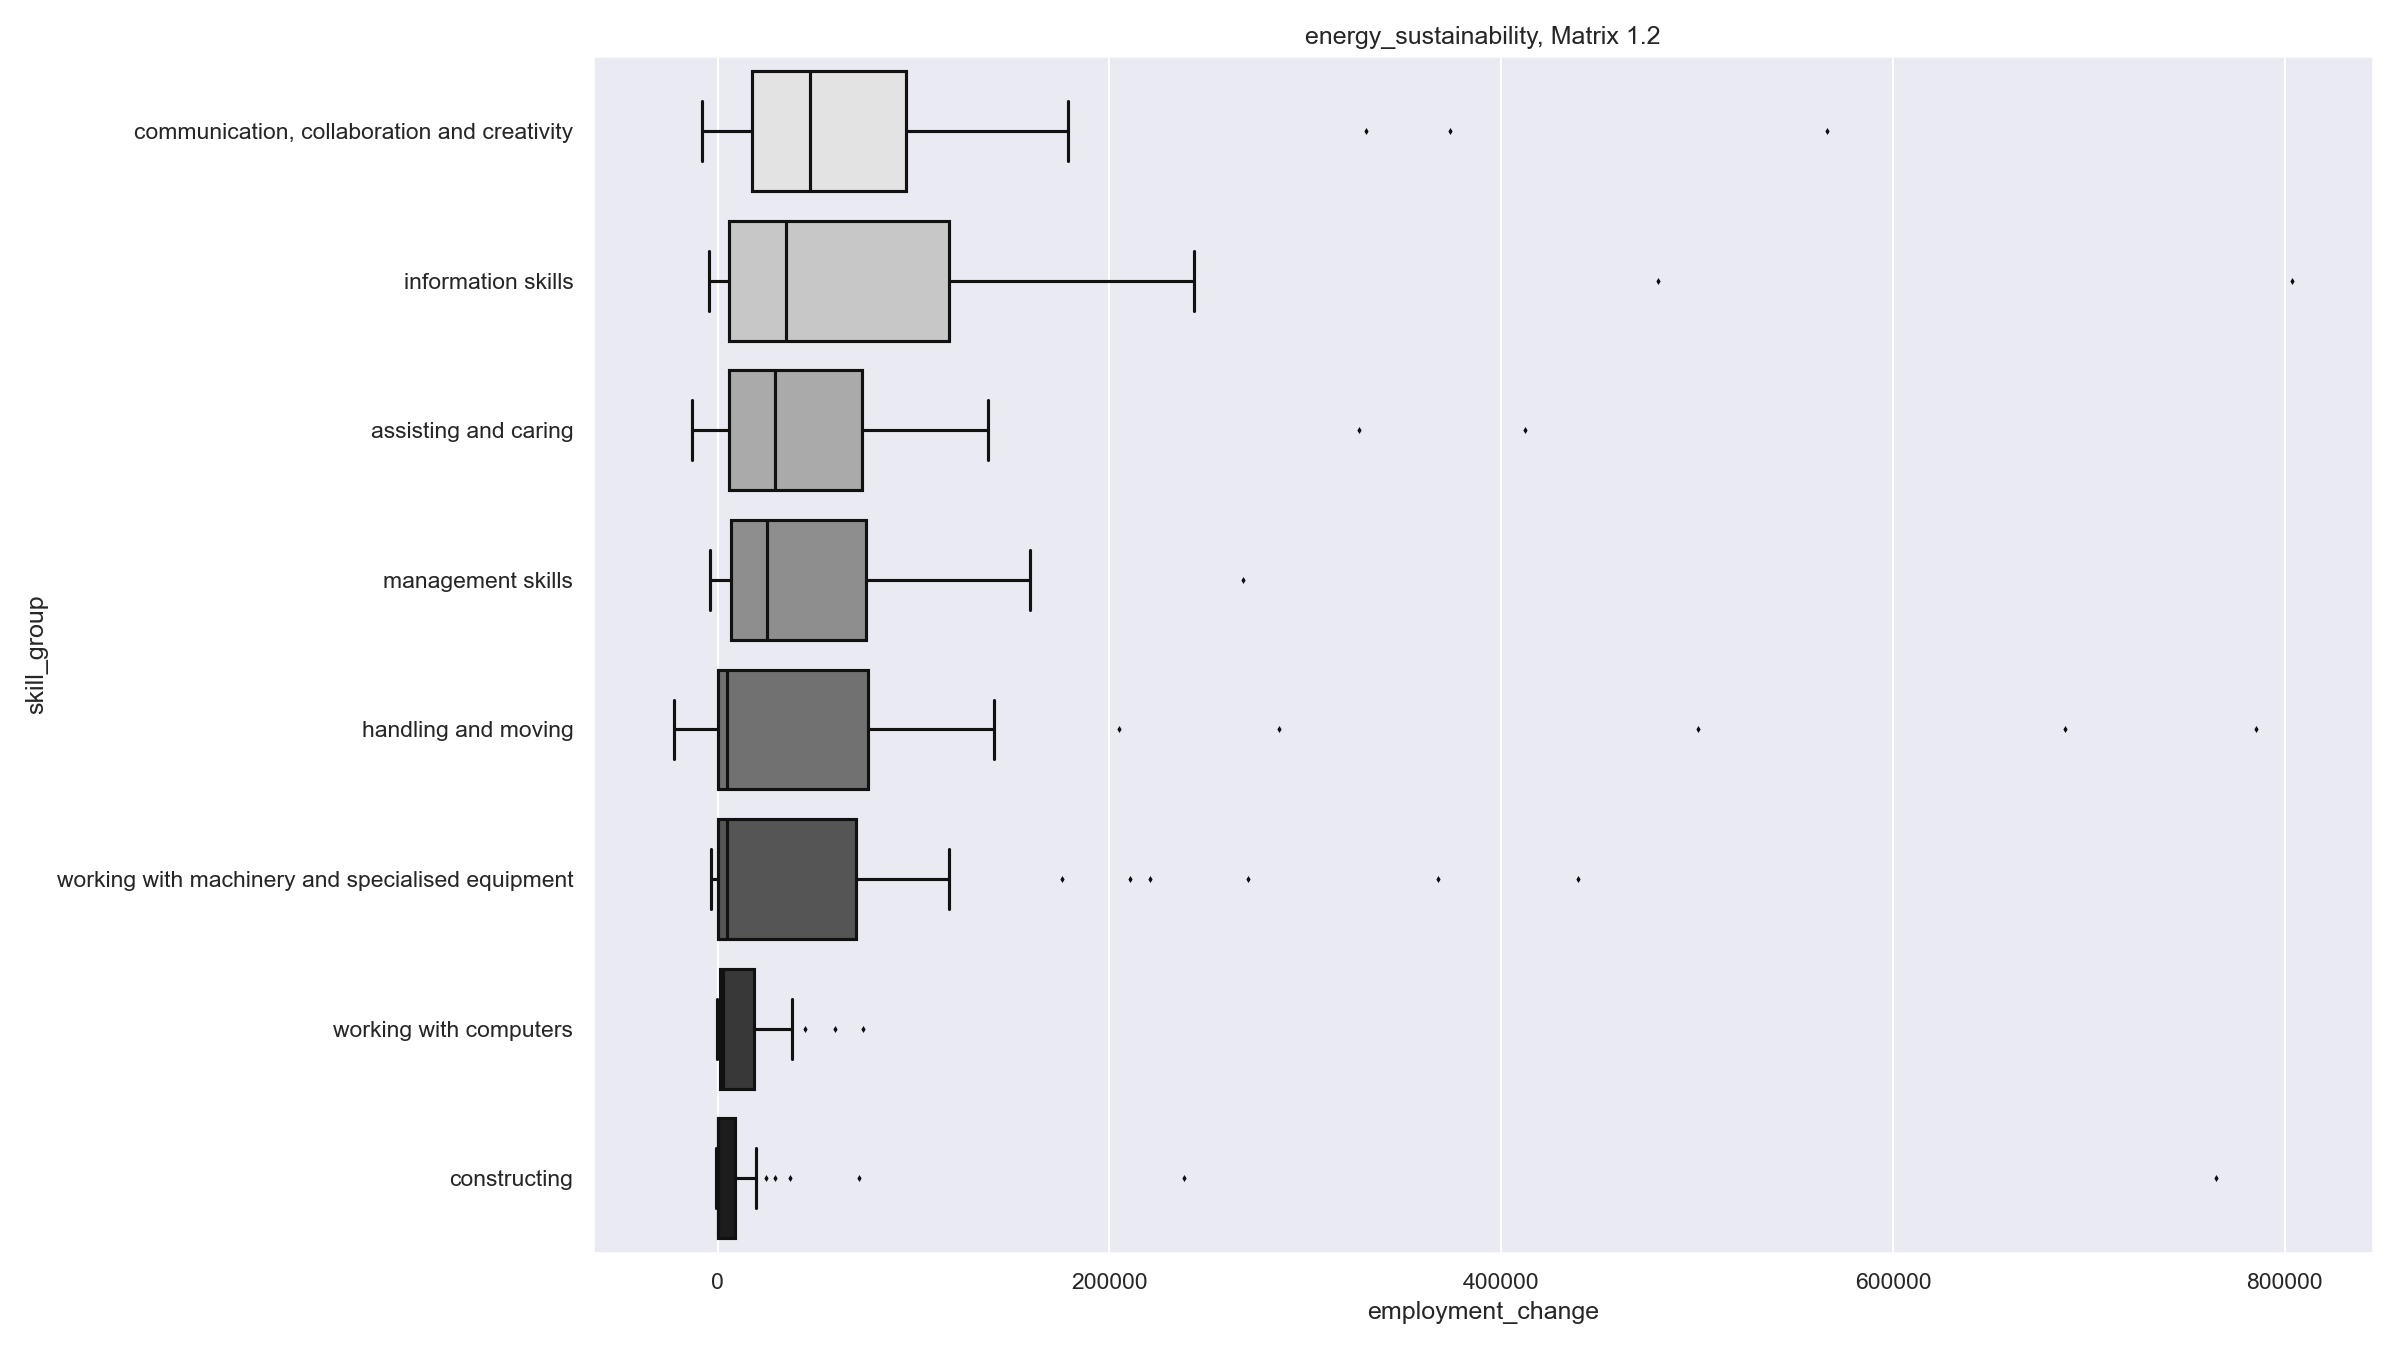 energy_sustainability, Matrix 1.2
skill_group
communication, collaboration and creativity
information skills
assisting and caring
management skills
handling and moving
working with machinery and specialised equipment
working with computers
constructing
0 200000 400000 600000 800000
employment_change